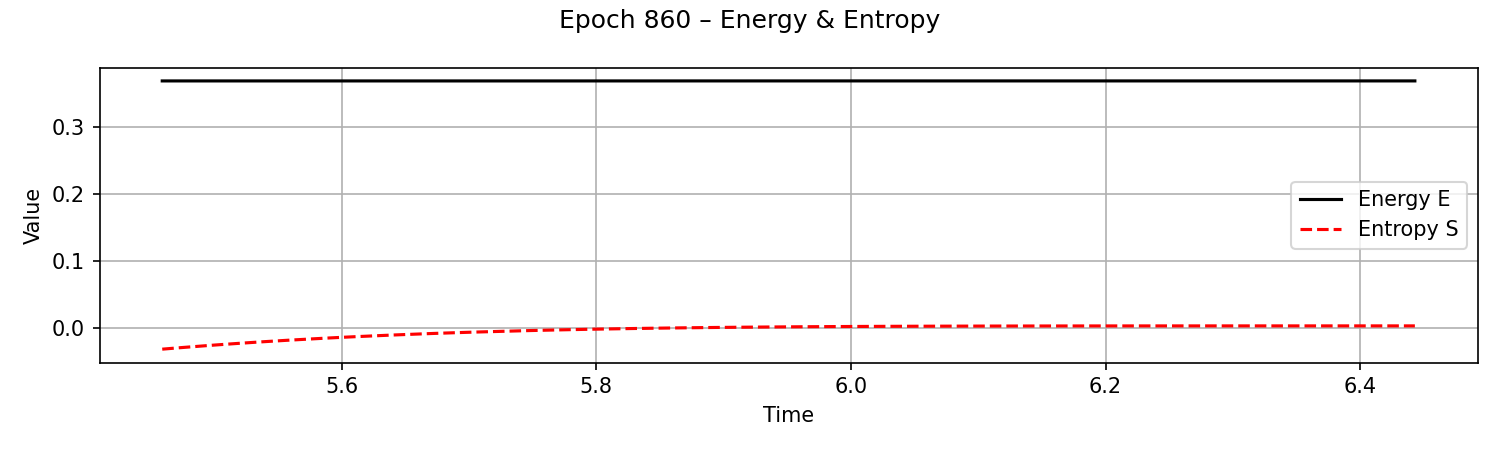 Epoch 860 – Energy & Entropy
Value
0.3
0.2
0.1
0.0
Energy E
Entropy S
5.6 5.8 6.0 6.2 6.4
Time